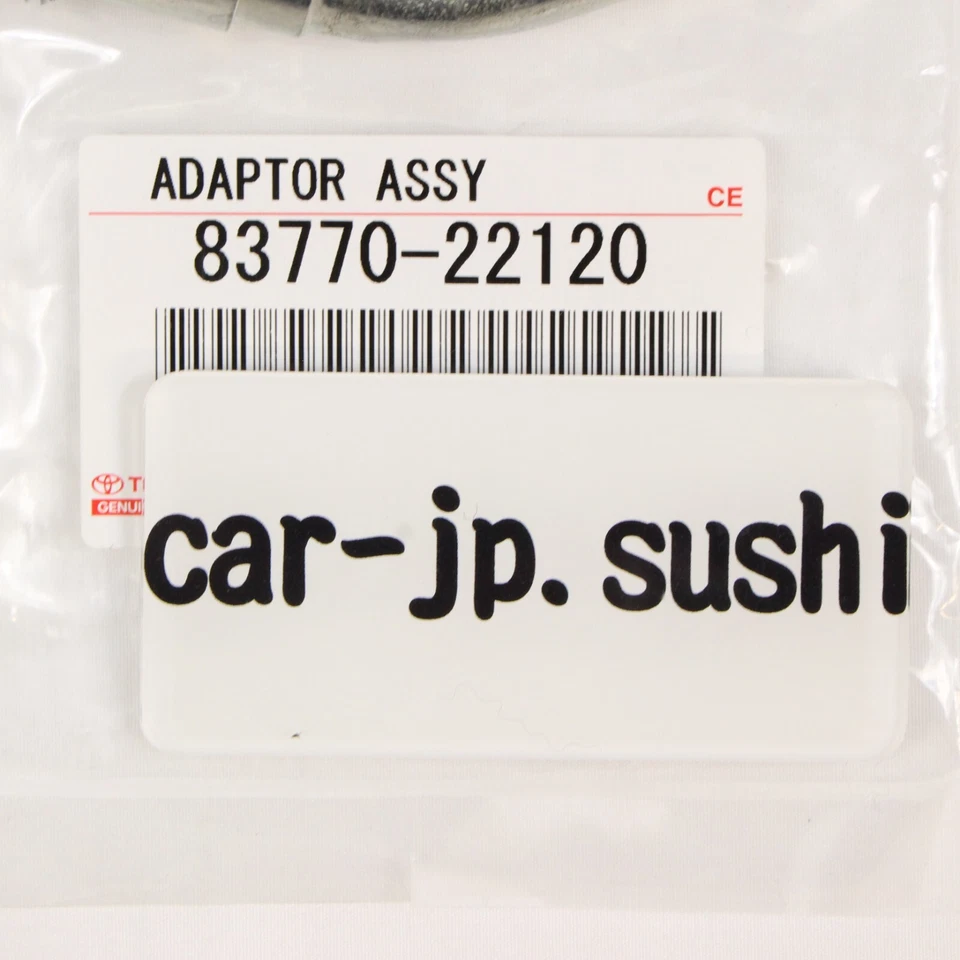 ADAPTOR ASSY
CE
83770-22120
car-jp.sushi